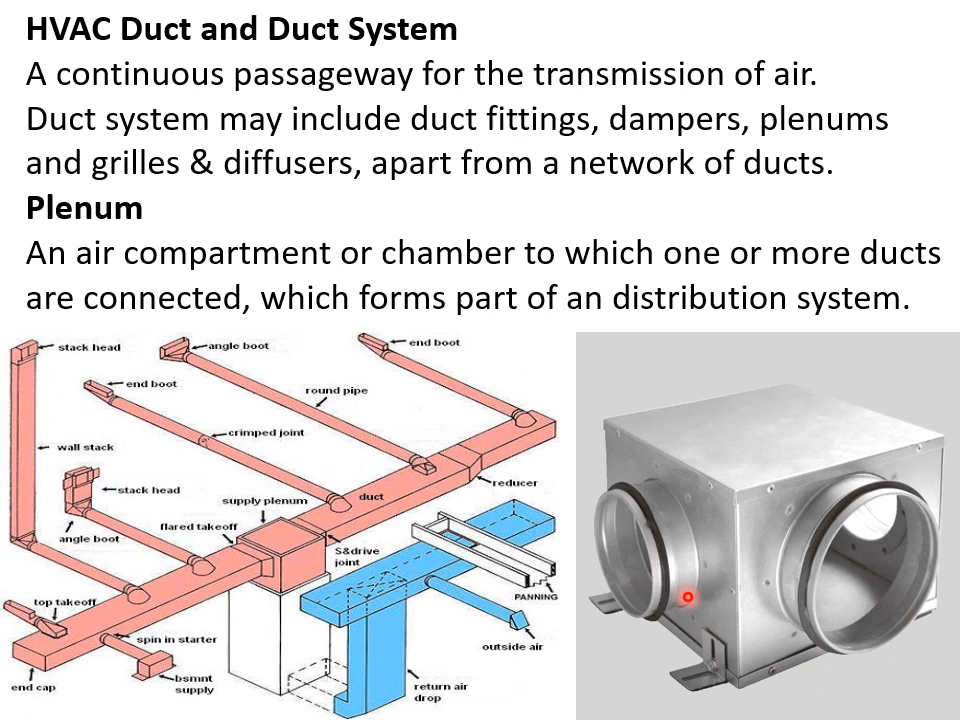 HVAC Duct and Duct System
A continuous passageway for the transmission of air.
Duct system may include duct fittings, dampers, plenums
and grilles & diffusers, apart from a network of ducts.
Plenum
An air compartment or chamber to which one or more ducts
are connected, which forms part of an distribution system.
stack head
angle boot
end boot
end boot
round pipe
crimped joint
wall stack
stack head
reducer
duct
supply plenum
flared takeoff
angle boot
S&drive
joint
PANNING
top takeoff
spin in starter
outside air
end cap
bsmnt
supply
return air
drop